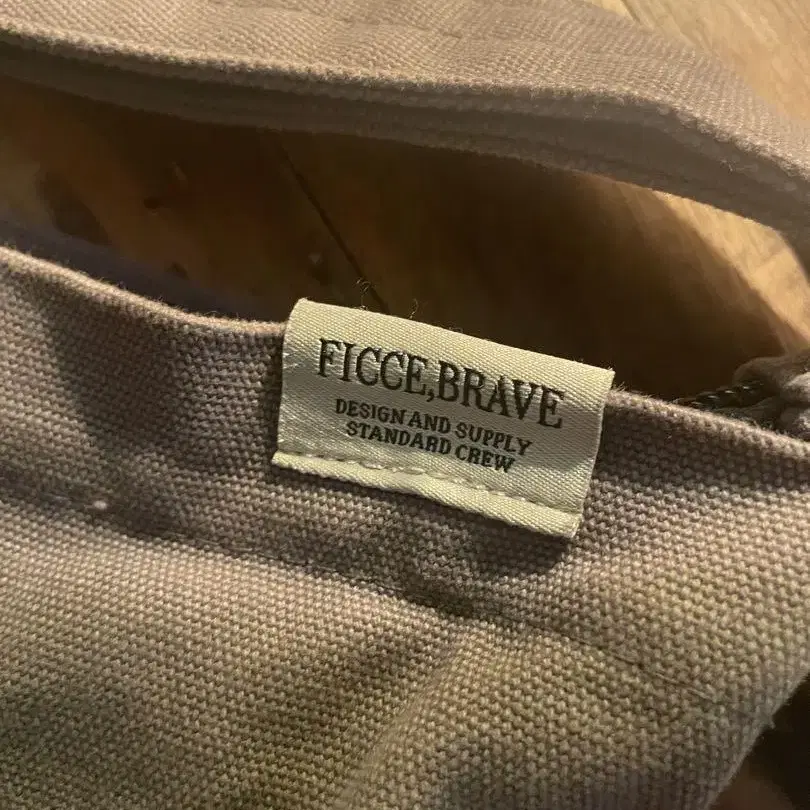 FICCE,BRAVE
DESIGN AND SUPPLY
STANDARD CREW